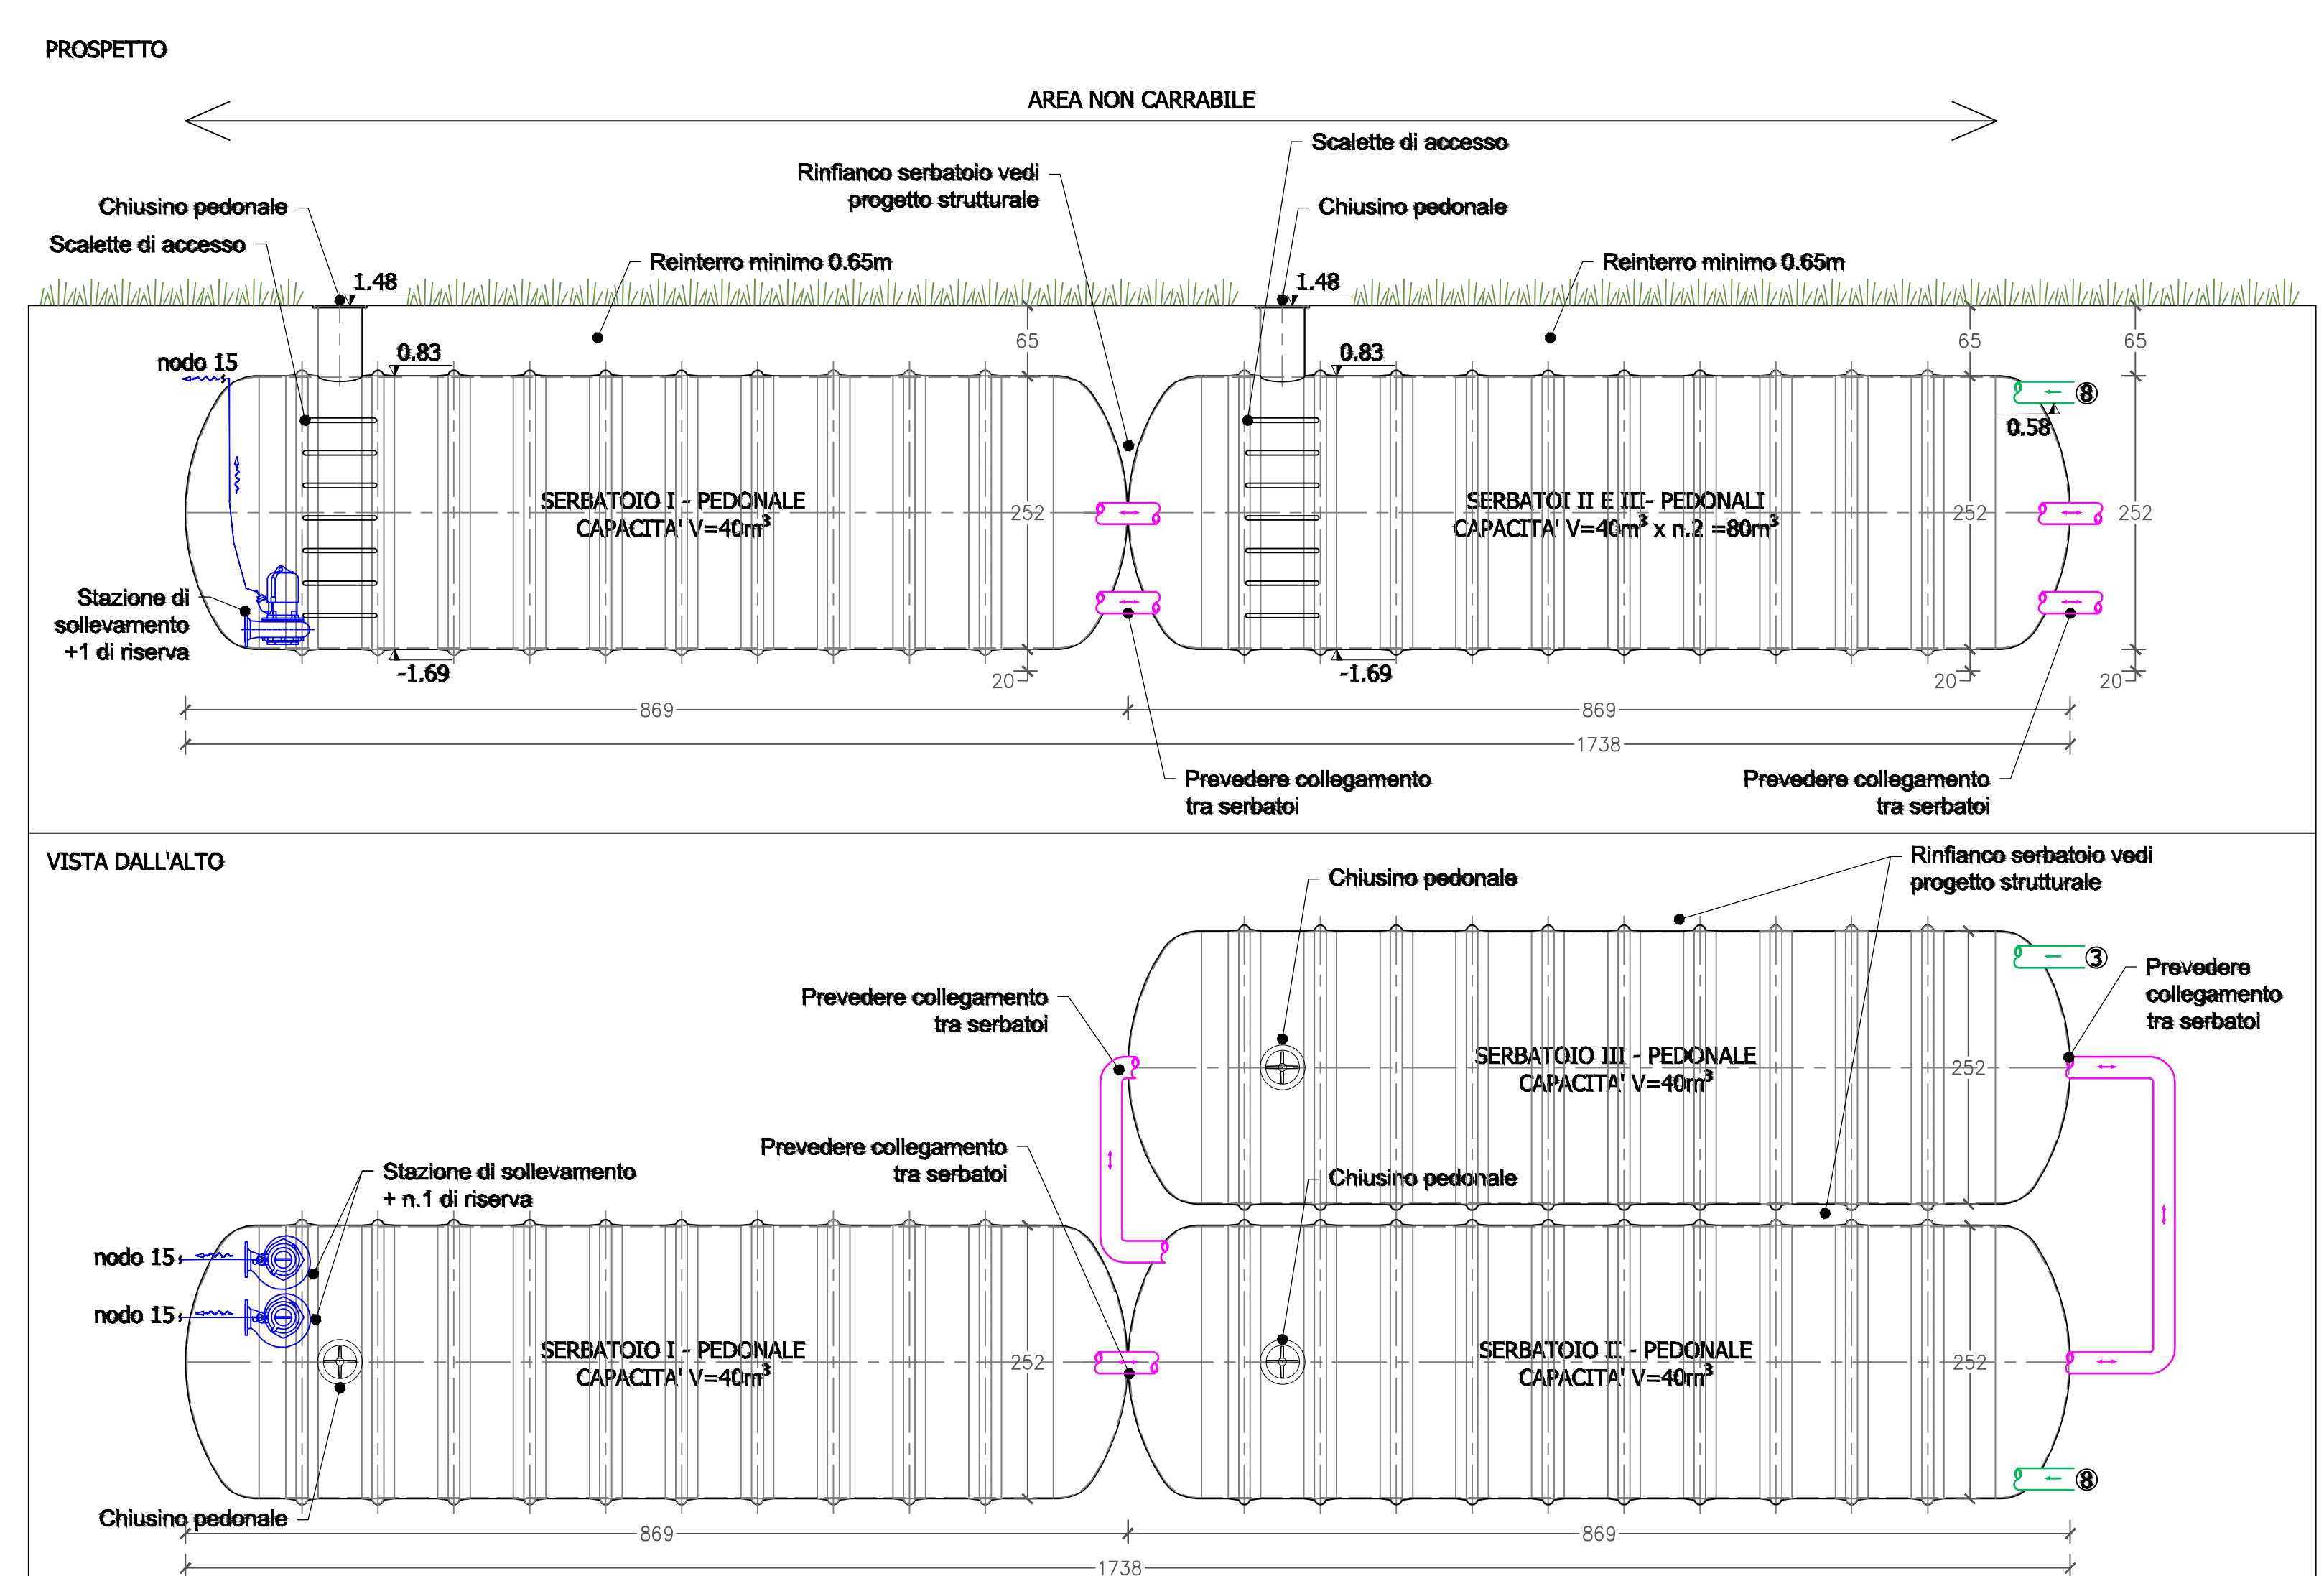 PROSPETTO
AREA NON CARRABILE
Scalette di accesso
Rinfianco serbatoio vedi
progetto strutturale
Chiusino pedonale
Chiusino pedonale
Scalette di accesso
Reinterro minimo 0.65m
Reinterro minimo 0.65m
1.48
1.48
65
65
65
nodo 15
0.83
0.83
8
0.58
SERBATOIO I - PEDONALE
CAPACITA' V=40m³
252
SERBATOI II E III- PEDONALI
CAPACITA' V=40m³ x n.2 =80m³
252
252
Stazione di
sollevamento
+1 di riserva
-1.69
-1.69
20
20
20
869
869
1738
Prevedere collegamento
tra serbatoi
Prevedere collegamento
tra serbatoi
VISTA DALL'ALTO
Rinfianco serbatoio vedi
progetto strutturale
Chiusino pedonale
3
Prevedere
collegamento
tra serbatoi
Prevedere collegamento
tra serbatoi
SERBATOIO III - PEDONALE
CAPACITA' V=40m³
252
Prevedere collegamento
tra serbatoi
Stazione di sollevamento
+ n.1 di riserva
Chiusino pedonale
nodo 15
nodo 15
SERBATOIO I - PEDONALE
CAPACITA' V=40m³
252
SERBATOIO II - PEDONALE
CAPACITA' V=40m³
252
8
Chiusino pedonale
869
869
1738